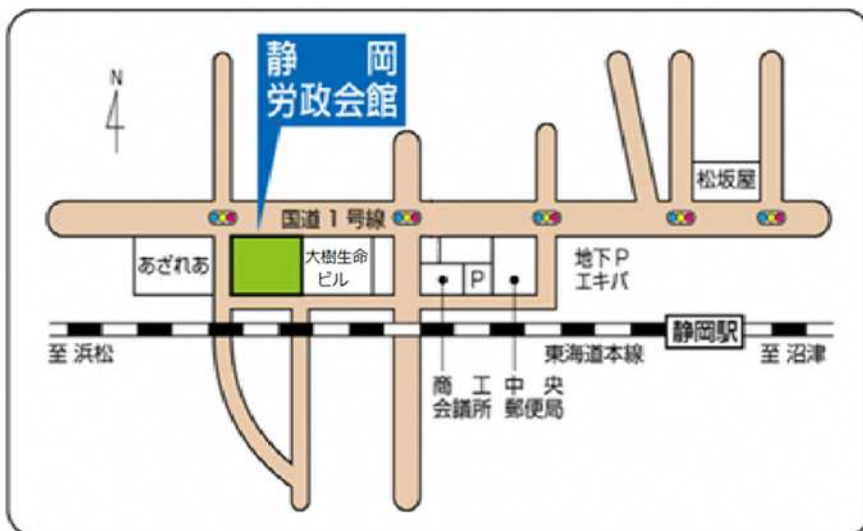 静岡
労政会館
N
松坂屋
国道1号線
あざれあ
大樹生命
ビル
P
地下P
エキパ
静岡駅
至 浜松
東海道本線
至 沼津
商工
会議所
中央
郵便局